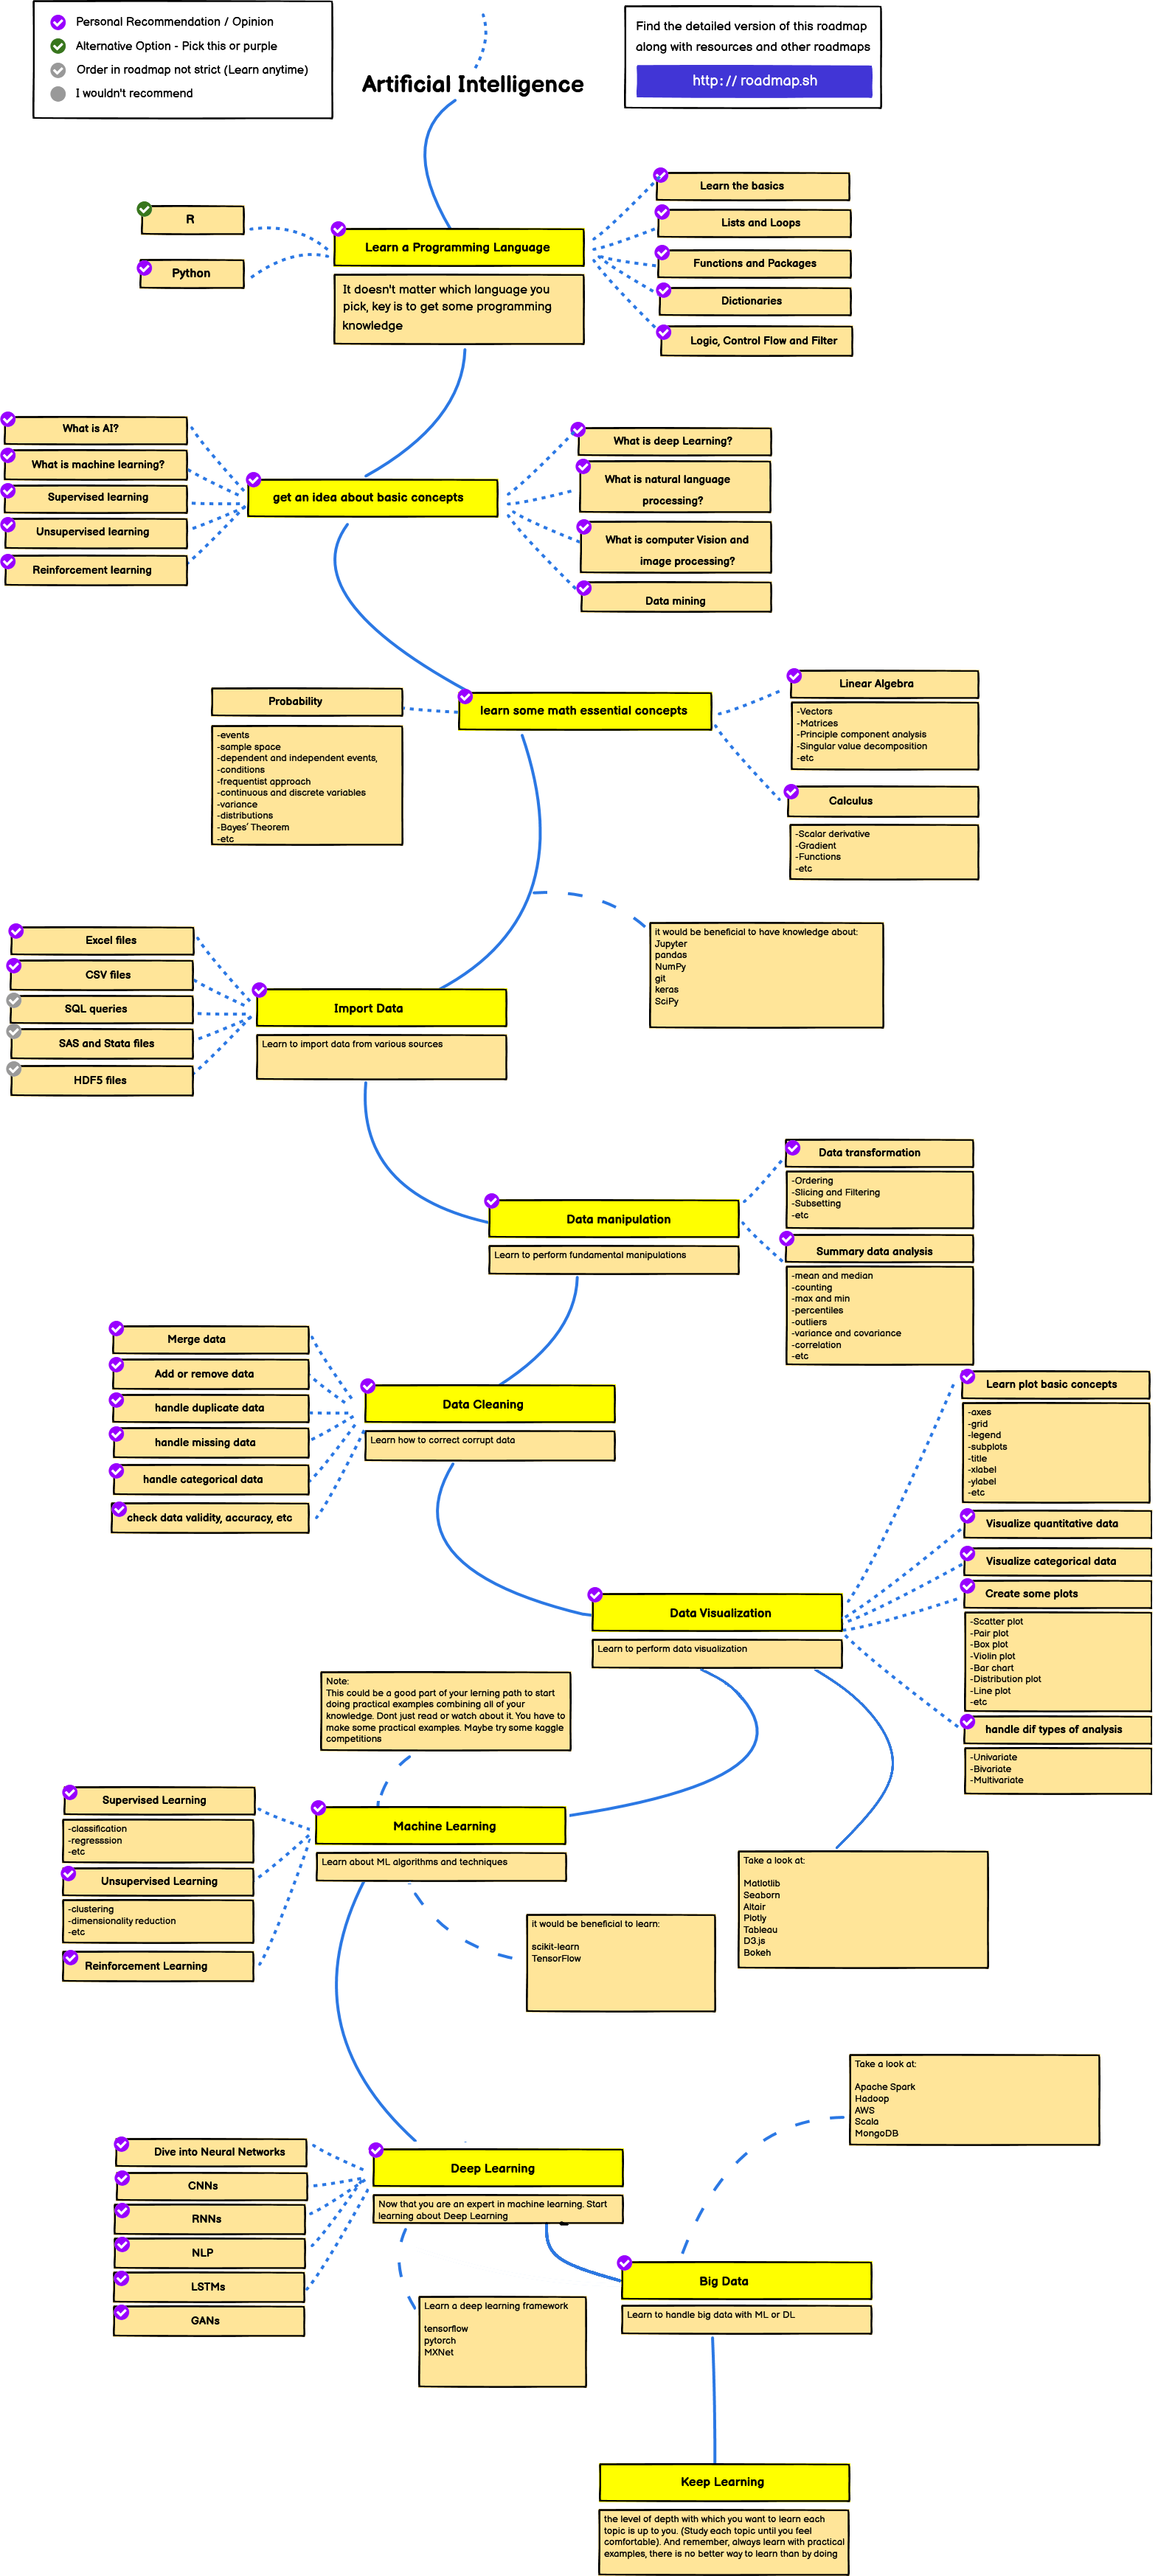 Personal Recommendation / Opinion
Alternative Option - Pick this or purple
Order in roadmap not strict (Learn anytime)
I wouldn't recommend
Find the detailed version of this roadmap
along with resources and other roadmaps
http://roadmap.sh
Artificial Intelligence
R
Python
Learn a Programming Language
It doesn't matter which language you
pick, key is to get some programming
knowledge
Learn the basics
Lists and Loops
Functions and Packages
Dictionaries
Logic, Control Flow and Filter
What is AI?
What is machine learning?
Supervised learning
Unsupervised learning
Reinforcement learning
get an idea about basic concepts
What is deep Learning?
What is natural language
processing?
What is computer Vision and
image processing?
Data mining
Probability
-events
-sample space
-dependent and independent events,
-conditions
-frequentist approach
-continuous and discrete variables
-variance
-distributions
-Bayes' Theorem
-etc
learn some math essential concepts
Linear Algebra
-Vectors
-Matrices
-Principle component analysis
-Singular value decomposition
-etc
Calculus
-Scalar derivative
-Gradient
-Functions
-etc
it would be beneficial to have knowledge about:
Jupyter
pandas
NumPy
git
keras
SciPy
Excel files
CSV files
SQL queries
SAS and Stata files
HDF5 files
Import Data
Learn to import data from various sources
Data manipulation
Learn to perform fundamental manipulations
Data transformation
-Ordering
-Slicing and Filtering
-Subsetting
-etc
Summary data analysis
-mean and median
-counting
-max and min
-percentiles
-outliers
-variance and covariance
-correlation
-etc
Merge data
Add or remove data
handle duplicate data
handle missing data
handle categorical data
check data validity, accuracy, etc
Data Cleaning
Learn how to correct corrupt data
Learn plot basic concepts
-axes
-grid
-legend
-subplots
-title
-xlabel
-ylabel
-etc
Visualize quantitative data
Visualize categorical data
Create some plots
-Scatter plot
-Pair plot
-Box plot
-Violin plot
-Bar chart
-Distribution plot
-Line plot
-etc
handle dif types of analysis
-Univariate
-Bivariate
-Multivariate
Data Visualization
Learn to perform data visualization
Note:
This could be a good part of your lerning path to start
doing practical examples combining all of your
knowledge. Dont just read or watch about it. You have to
make some practical examples. Maybe try some kaggle
competitions
Supervised Learning
-classification
-regresssion
-etc
Unsupervised Learning
-clustering
-dimensionality reduction
-etc
Reinforcement Learning
Machine Learning
Learn about ML algorithms and techniques
it would be beneficial to learn:
scikit-learn
TensorFlow
Take a look at:
Matlotlib
Seaborn
Altair
Plotly
Tableau
D3.js
Bokeh
Take a look at:
Apache Spark
Hadoop
AWS
Scala
MongoDB
Dive into Neural Networks
CNNs
RNNs
NLP
LSTMs
GANs
Deep Learning
Now that you are an expert in machine learning. Start
learning about Deep Learning
Learn a deep learning framework
tensorflow
pytorch
MXNet
Big Data
Learn to handle big data with ML or DL
Keep Learning
the level of depth with which you want to learn each
topic is up to you. (Study each topic until you feel
comfortable). And remember, always learn with practical
examples, there is no better way to learn than by doing